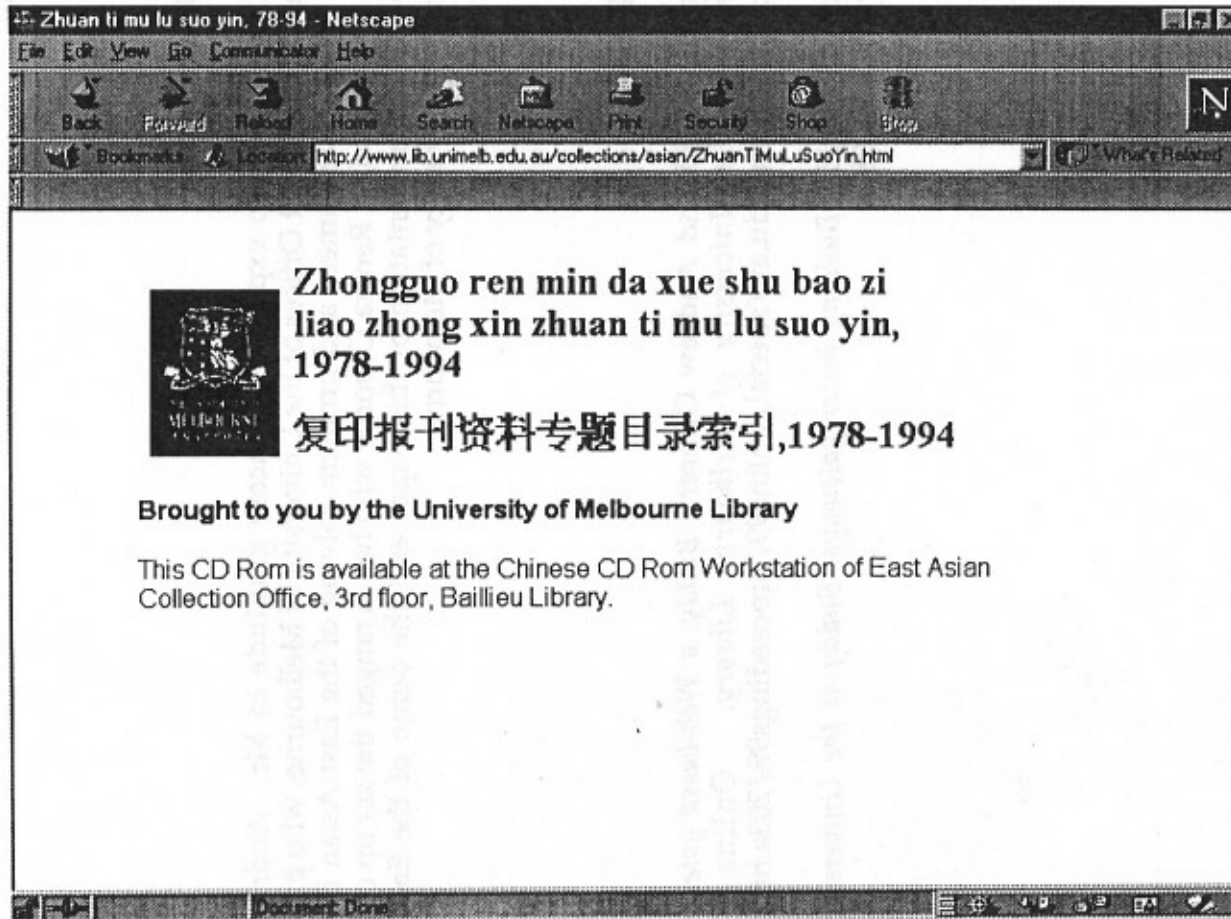 Zhuan ti mu lu suo yin, 78-94 - Netscape
File Edit View Go Communicator Help
Back Forward Reload Home Search Netscape Print Security Shop Stop
Bookmarks Location: http://www.lib.unimelb.edu.au/collections/asian/ZhuanTiMuLuSuoYin.html What's Related
Zhongguo ren min da xue shu bao zi
liao zhong xin zhuan ti mu lu suo yin,
1978-1994
MELBOURNE
复印报刊资料专题目录索引,1978-1994
Brought to you by the University of Melbourne Library
This CD Rom is available at the Chinese CD Rom Workstation of East Asian
Collection Office, 3rd floor, Baillieu Library.
Document: Done